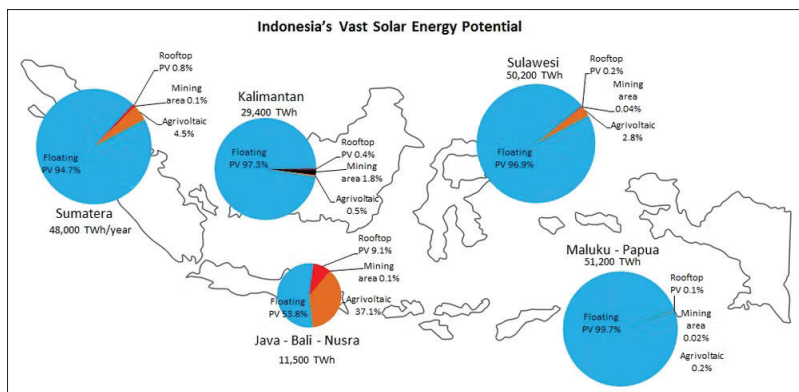 Indonesia's Vast Solar Energy Potential
Rooftop
PV 0.8%
Mining
area 0.1%
Agrivoltaic
4.5%
Floating
PV 94.7%
Sumatera
48,000 TWh/year
Kalimantan
29,400 TWh
Floating
PV 97.3%
Rooftop
PV 0.4%
Mining
area 1.8%
Agrivoltaic
0.5%
Sulawesi
50,200 TWh
Rooftop
PV 0.2%
Mining
area
0.04%
Agrivoltaic
2.8%
Floating
PV 96.9%
Rooftop
PV 9.1%
Mining
area 0.1%
Agrivoltaic
37.1%
Floating
PV 53.8%
Java - Bali - Nusra
11,500 TWh
Maluku - Papua
51,200 TWh
Rooftop
PV 0.1%
Floating
PV 99.7%
Mining
area
0.02%
Agrivoltaic
0.2%